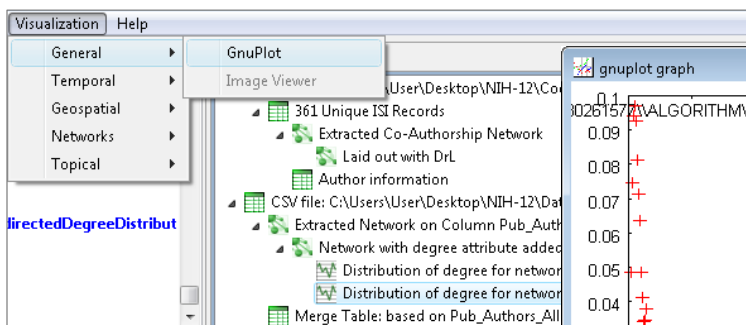 Visualization Help
General
Temporal
Geospatial
Networks
Topical
GnuPlot
Image Viewer
\User\Desktop\NIH-12\Co
361 Unique ISI Records
Extracted Co-Authorship Network
Laid out with DrL
Author information
CSV file: C:\Users\User\Desktop\NIH-12\Da
Extracted Network on Column Pub_Auth
Network with degree attribute added
Distribution of degree for networ
Distribution of degree for networ
Merge Table: based on Pub_Authors_All
directedDegreeDistribut
gnuplot graph
0.1
\ALGORITHM\
0.09
0.08
0.07
0.06
0.05
0.04